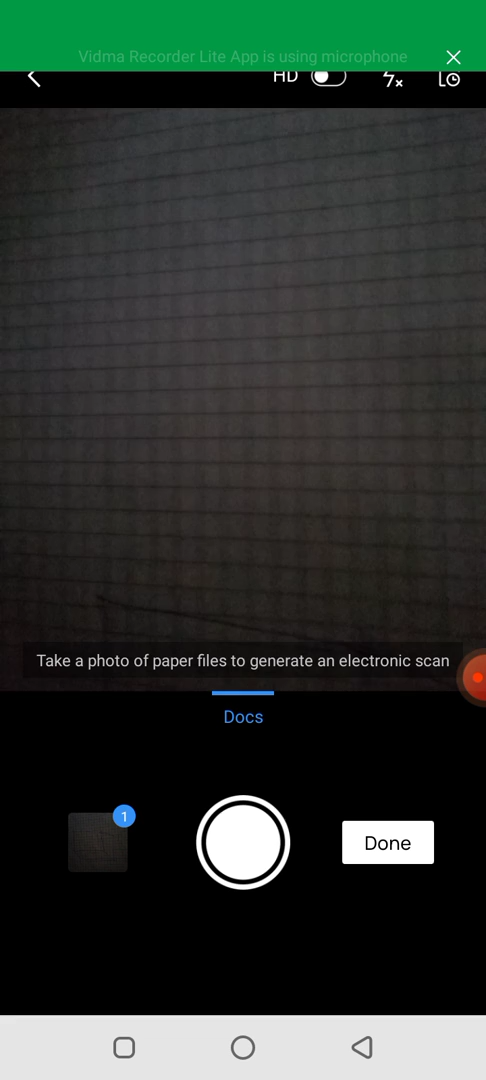 Vidma Recorder Lite App is using microphone
HD
Take a photo of paper files to generate an electronic scan
Docs
1
Done